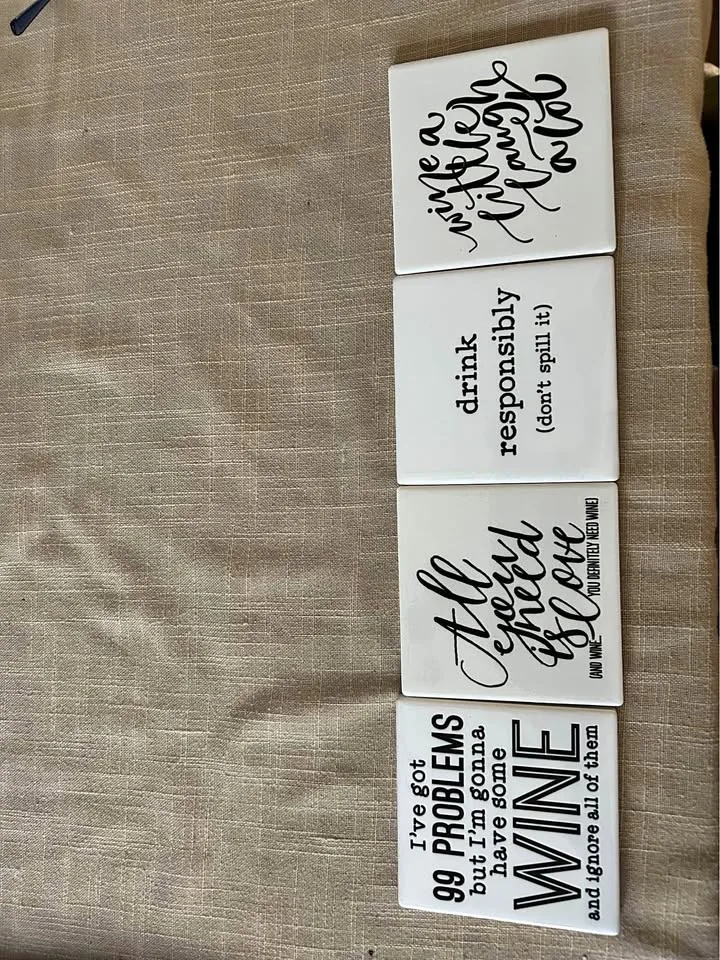 I've got
99 PROBLEMS
but I'm gonna
have some
WINE
and ignore all of them
All
you
need
is love
(AND WINE... YOU DEFINITELY NEED WINE)
drink
responsibly
(don't spill it)
wine a
little
laugh
a lot